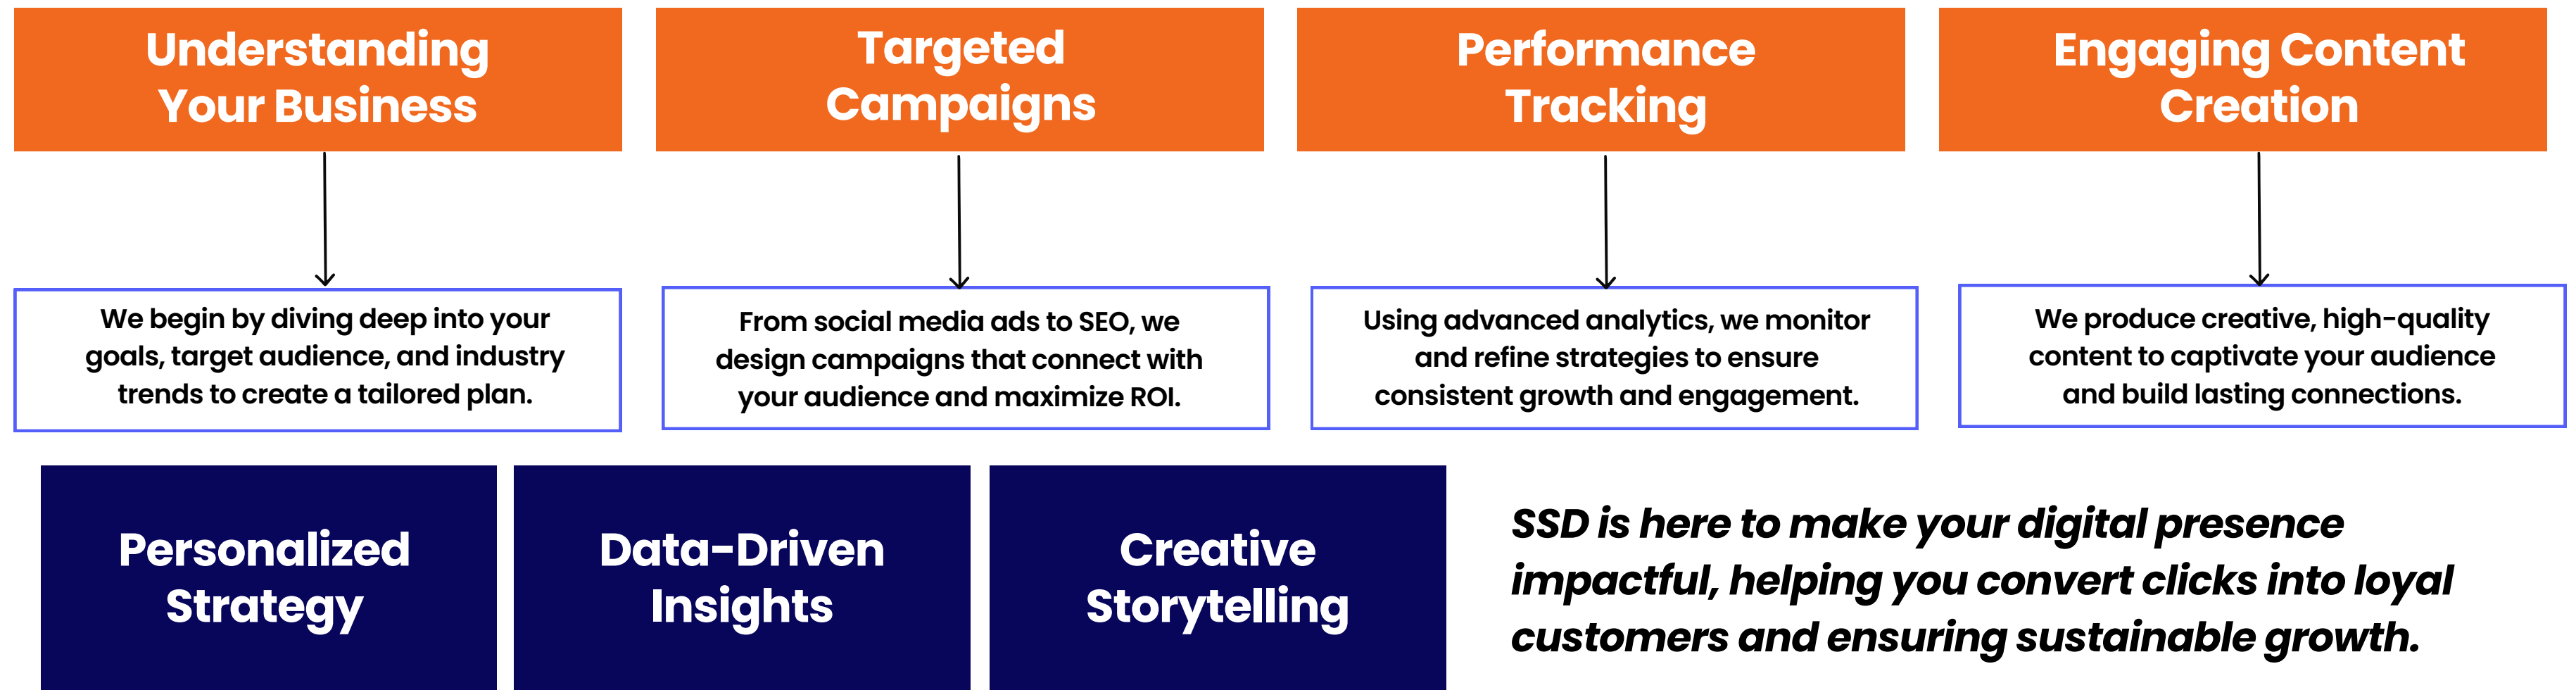 Understanding
Your Business
Targeted
Campaigns
Performance
Tracking
Engaging Content
Creation
We begin by diving deep into your
goals, target audience, and industry
trends to create a tailored plan.
From social media ads to SEO, we
design campaigns that connect with
your audience and maximize ROI.
Using advanced analytics, we monitor
and refine strategies to ensure
consistent growth and engagement.
We produce creative, high-quality
content to captivate your audience
and build lasting connections.
Personalized
Strategy
Data-Driven
Insights
Creative
Storytelling
SSD is here to make your digital presence
impactful, helping you convert clicks into loyal
customers and ensuring sustainable growth.